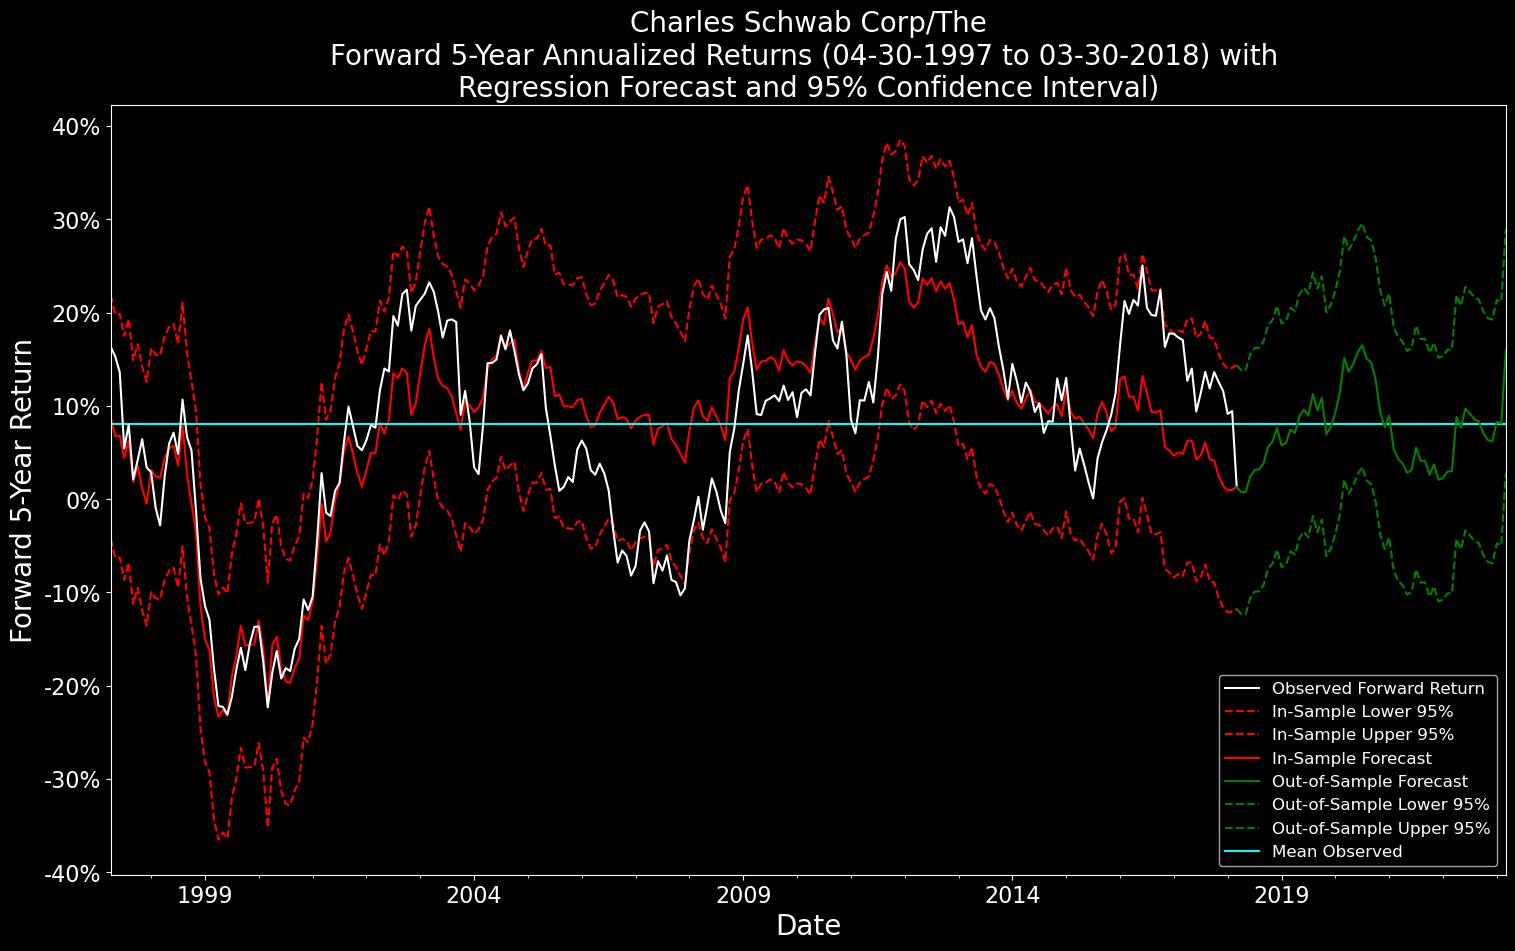 Charles Schwab Corp/The
Forward 5-Year Annualized Returns (04-30-1997 to 03-30-2018) with
Regression Forecast and 95% Confidence Interval)
Forward 5-Year Return
40%
30%
20%
10%
0%
-10%
-20%
-30%
-40%
Observed Forward Return
In-Sample Lower 95%
In-Sample Upper 95%
In-Sample Forecast
Out-of-Sample Forecast
Out-of-Sample Lower 95%
Out-of-Sample Upper 95%
Mean Observed
1999 2004 2009 2014 2019
Date